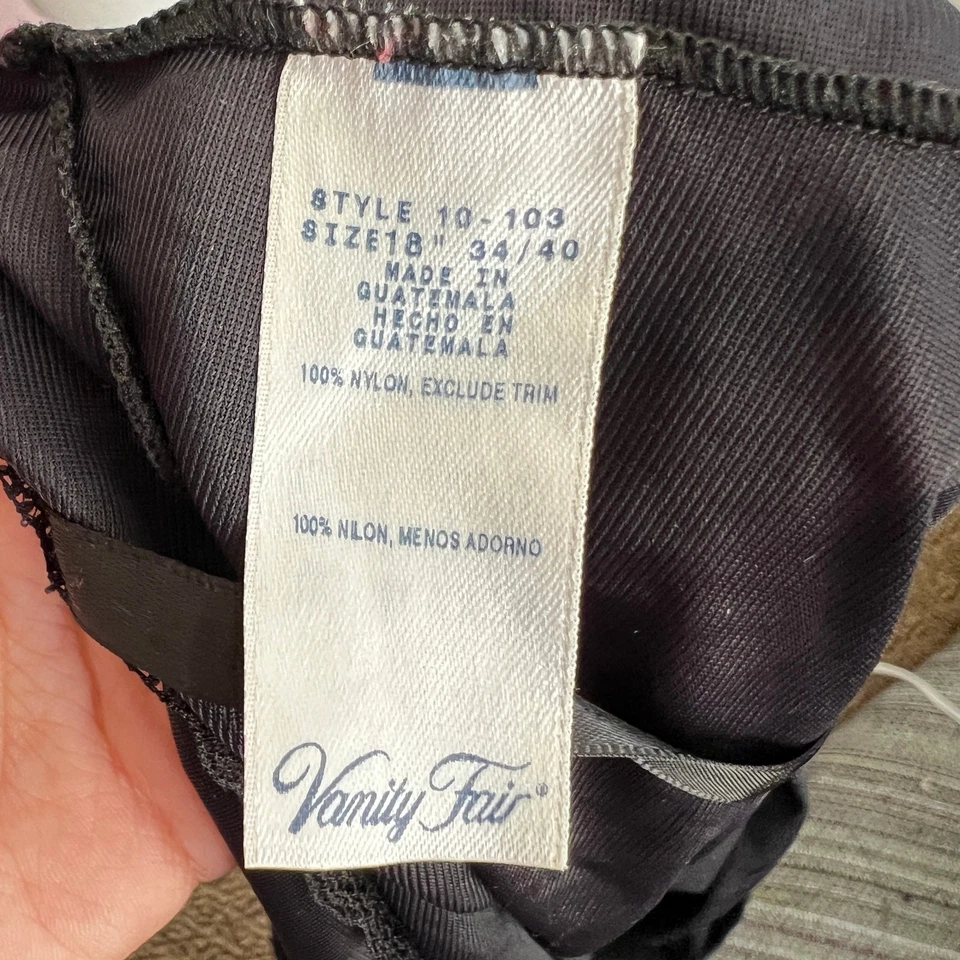 STYLE 10-103
SIZE18" 34/40
MADE IN
GUATEMALA
HECHO EN
GUATEMALA
100% NYLON, EXCLUDE TRIM
100% NILON, MENOS ADORNO
Vanity Fair®